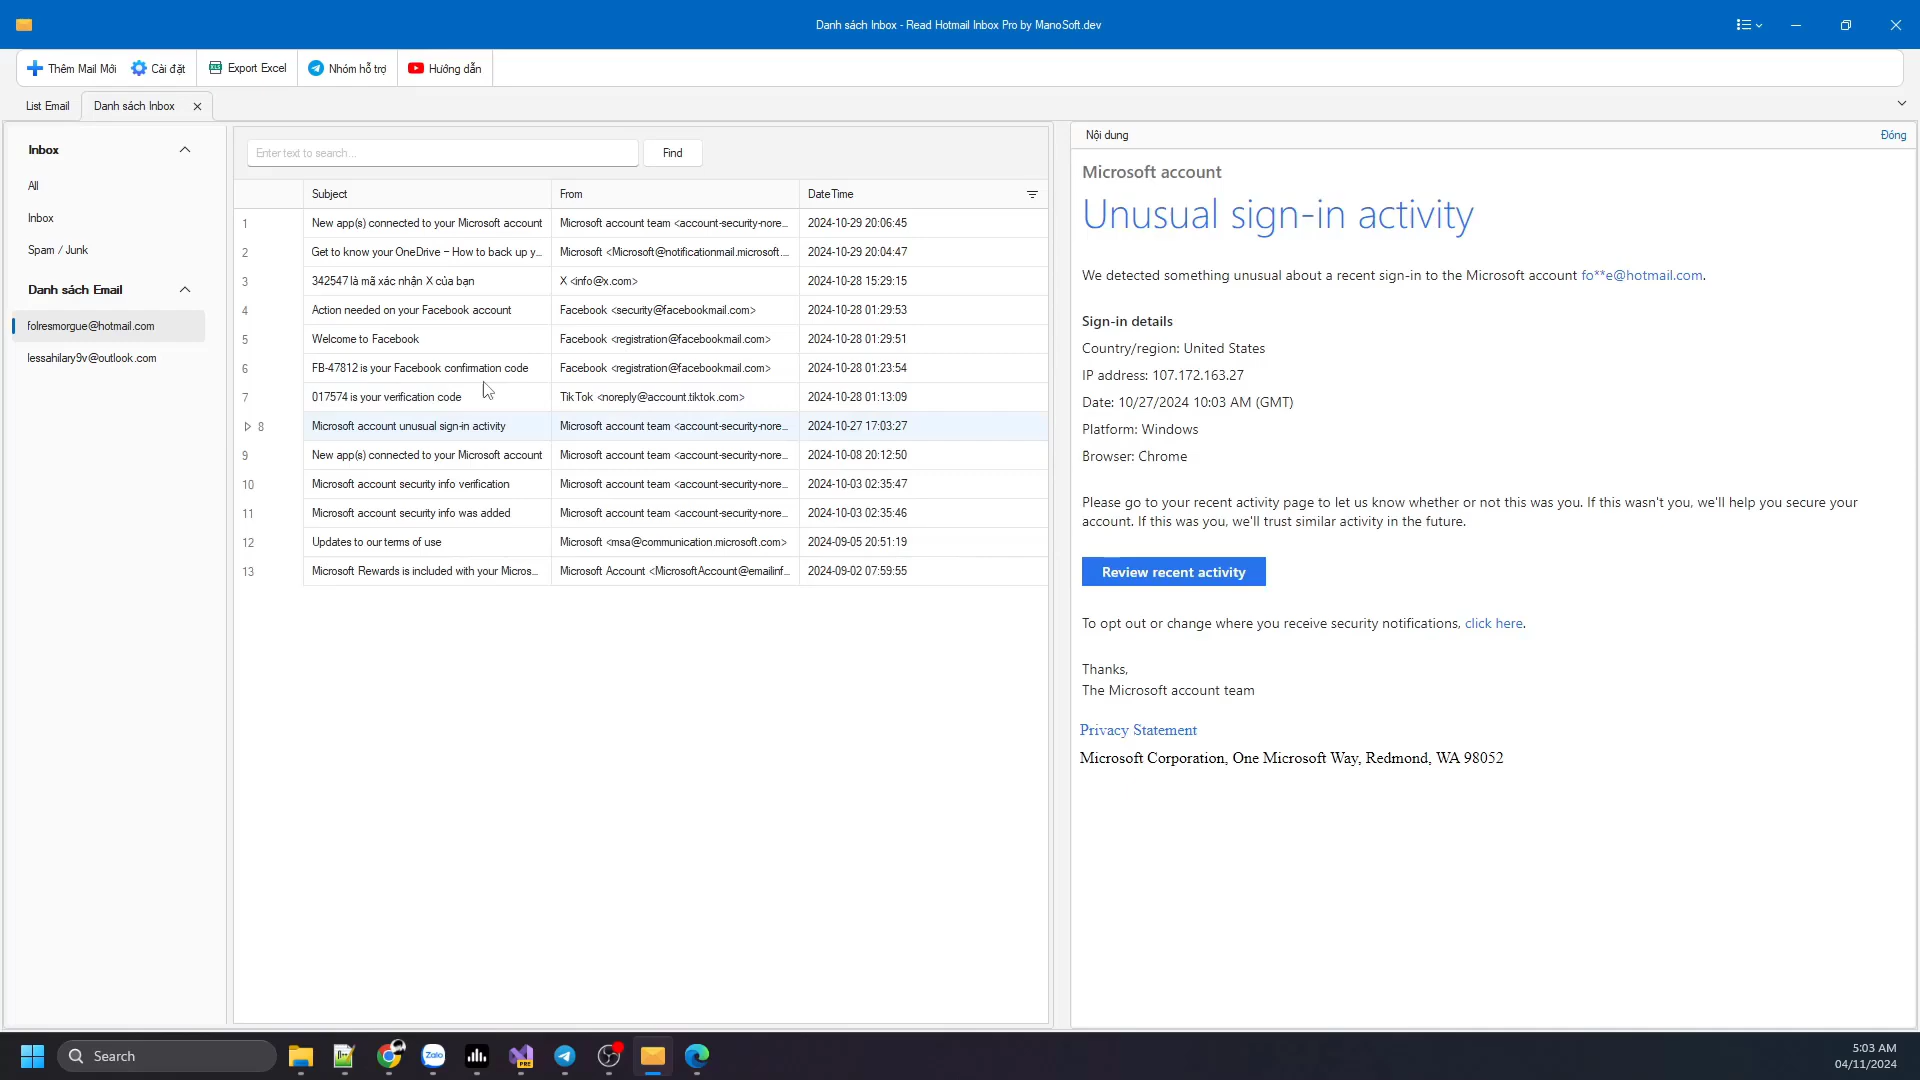 Danh sách Inbox - Read Hotmail Inbox Pro by ManoSoft.dev
Thêm Mail Mới
Cài đặt
Export Excel
Nhóm hỗ trợ
Hướng dẫn
List Email
Danh sách Inbox
Inbox
All
Inbox
Spam / Junk
Danh sách Email
folresmorgue@hotmail.com
lessahilary9v@outlook.com
Enter text to search...
Find
Subject From DateTime
1 New app(s) connected to your Microsoft account Microsoft account team <account-security-nore... 2024-10-29 20:06:45
2 Get to know your OneDrive – How to back up y... Microsoft <Microsoft@notificationmail.microsoft.... 2024-10-29 20:04:47
3 342547 là mã xác nhận X của bạn X <info@x.com> 2024-10-28 15:29:15
4 Action needed on your Facebook account Facebook <security@facebookmail.com> 2024-10-28 01:29:53
5 Welcome to Facebook Facebook <registration@facebookmail.com> 2024-10-28 01:29:51
6 FB-47812 is your Facebook confirmation code Facebook <registration@facebookmail.com> 2024-10-28 01:23:54
7 017574 is your verification code TikTok <noreply@account.tiktok.com> 2024-10-28 01:13:09
8 Microsoft account unusual sign-in activity Microsoft account team <account-security-nore... 2024-10-27 17:03:27
9 New app(s) connected to your Microsoft account Microsoft account team <account-security-nore... 2024-10-08 20:12:50
10 Microsoft account security info verification Microsoft account team <account-security-nore... 2024-10-03 02:35:47
11 Microsoft account security info was added Microsoft account team <account-security-nore... 2024-10-03 02:35:46
12 Updates to our terms of use Microsoft <msa@communication.microsoft.com> 2024-09-05 20:51:19
13 Microsoft Rewards is included with your Micros... Microsoft Account <MicrosoftAccount@emailinf... 2024-09-02 07:59:55
Nội dung
Đóng
Microsoft account
Unusual sign-in activity
We detected something unusual about a recent sign-in to the Microsoft account fo**e@hotmail.com.
Sign-in details
Country/region: United States
IP address: 107.172.163.27
Date: 10/27/2024 10:03 AM (GMT)
Platform: Windows
Browser: Chrome
Please go to your recent activity page to let us know whether or not this was you. If this wasn't you, we'll help you secure your
account. If this was you, we'll trust similar activity in the future.
Review recent activity
To opt out or change where you receive security notifications, click here.
Thanks,
The Microsoft account team
Privacy Statement
Microsoft Corporation, One Microsoft Way, Redmond, WA 98052
Search
Zalo
PRE
5:03 AM
04/11/2024